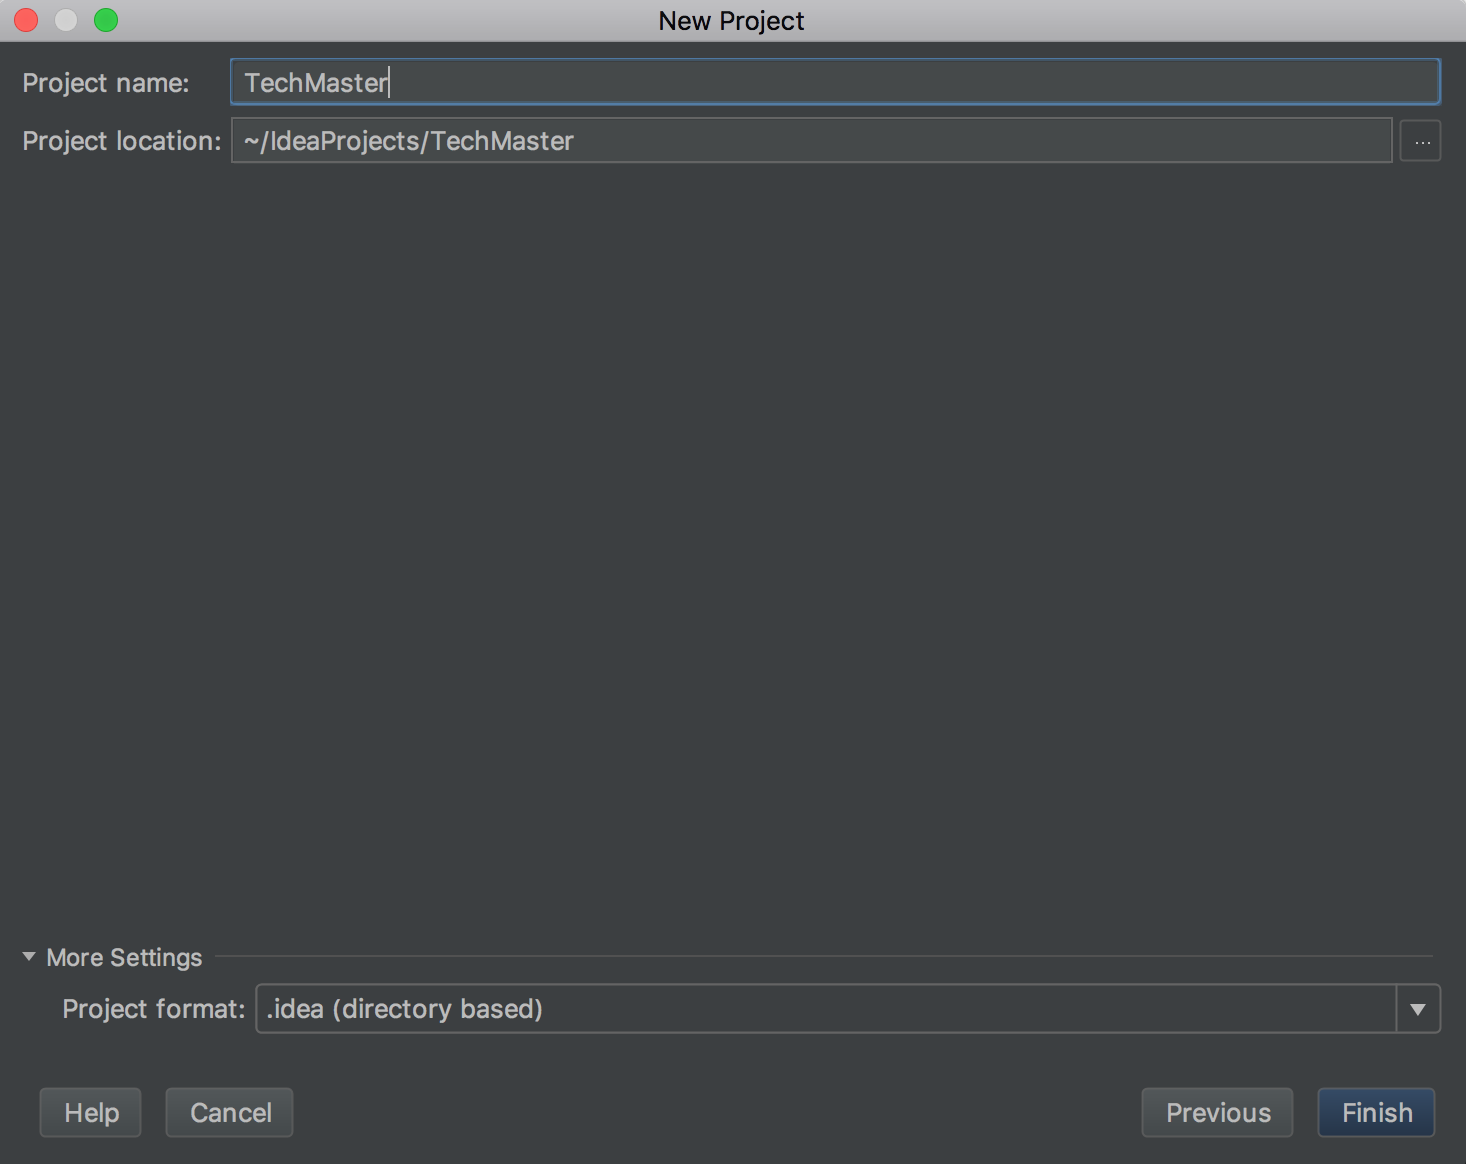 New Project
Project name: TechMaster
Project location: ~/IdeaProjects/TechMaster ...
More Settings
Project format: .idea (directory based)
Help Cancel Previous Finish